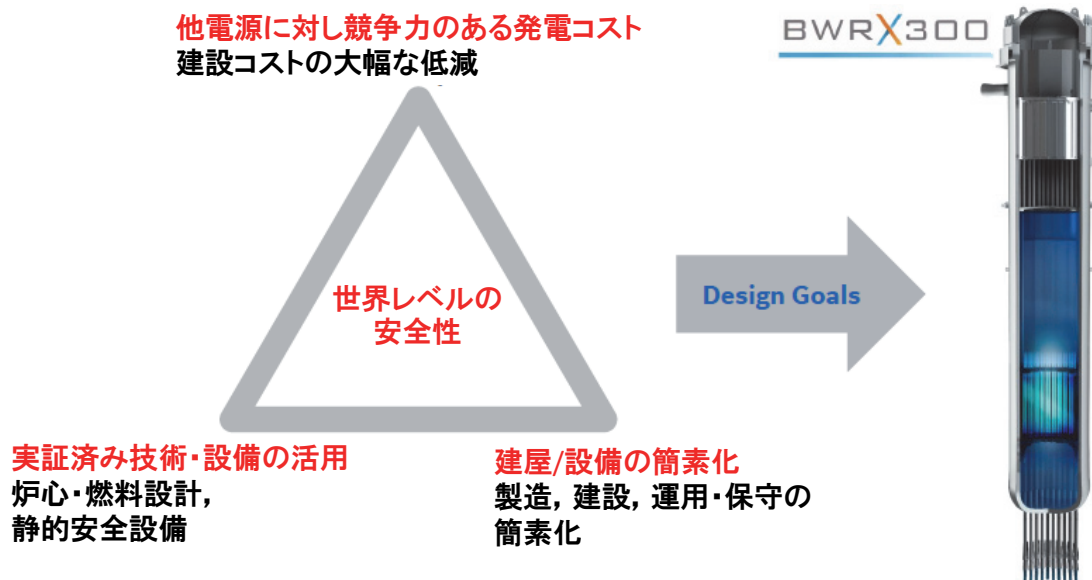 他電源に対し競争力のある発電コスト
建設コストの大幅な低減
BWRX300
世界レベルの
安全性
Design Goals
実証済み技術・設備の活用
炉心・燃料設計,
静的安全設備
建屋/設備の簡素化
製造, 建設, 運用・保守の
簡素化